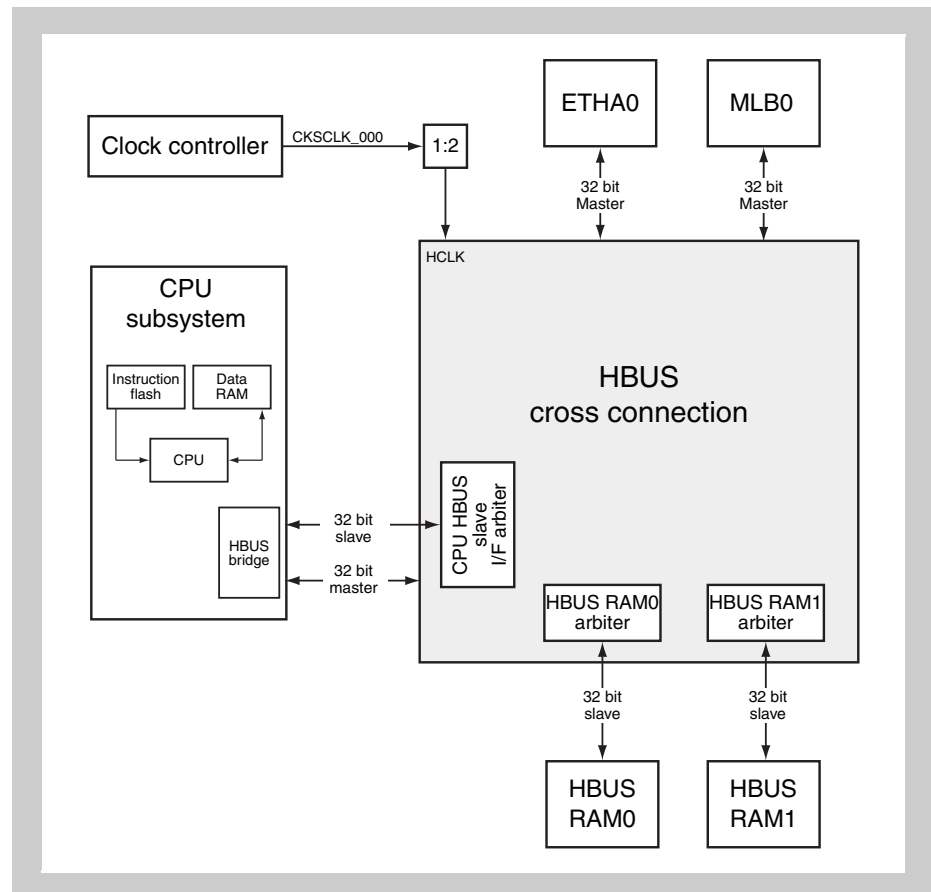 ETHA0
MLB0
Clock controller
CKSCLK_000
1:2
32 bit
Master
32 bit
Master
HCLK
CPU
subsystem
Instruction
flash
Data
RAM
CPU
HBUS
bridge
32 bit
slave
32 bit
master
HBUS
cross connection
CPU HBUS
slave
I/F arbiter
HBUS RAM0
arbiter
HBUS RAM1
arbiter
32 bit
slave
32 bit
slave
HBUS
RAM0
HBUS
RAM1